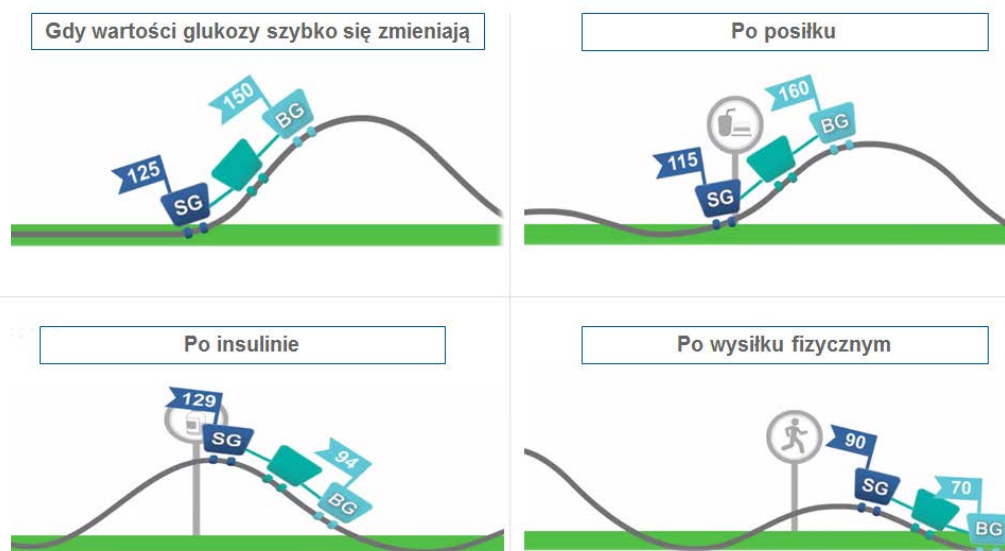 Gdy wartości glukozy szybko się zmieniają
150
BG
125
SG
Po posiłku
160
BG
115
SG
Po insulinie
129
SG
94
BG
Po wysiłku fizycznym
90
SG
70
BG